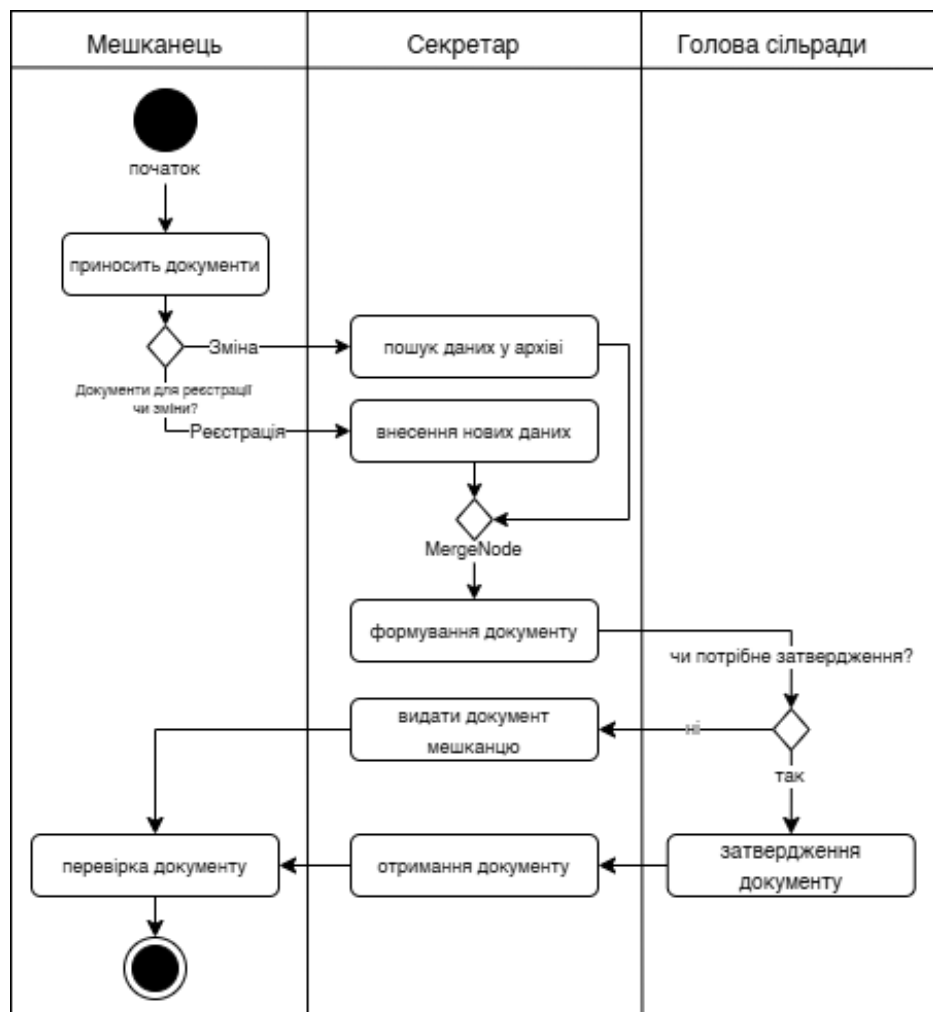 Мешканець
Секретар
Голова сільради
початок
приносить документи
Зміна
пошук даних у архіві
Документи для реєстрації
чи зміни?
Реєстрація
внесення нових даних
MergeNode
формування документу
чи потрібне затвердження?
видати документ
мешканцю
ні
так
перевірка документу
отримання документу
затвердження
документу